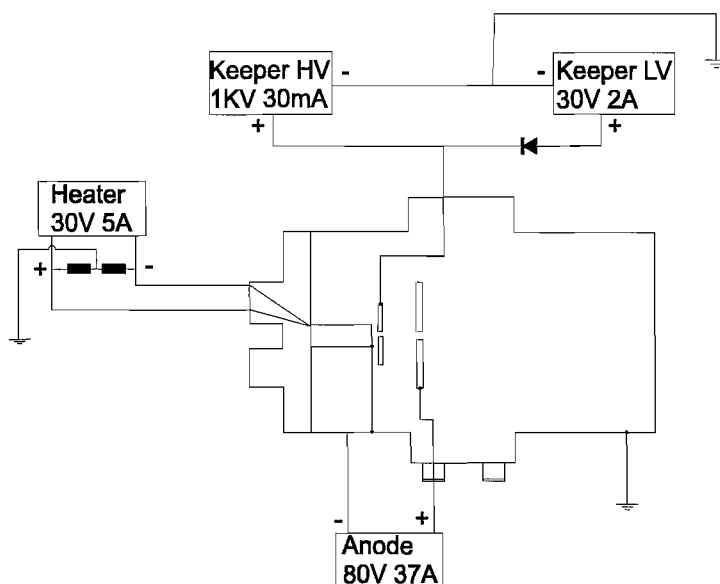 Keeper HV
1KV 30mA
-
+
-
Keeper LV
30V 2A
+
Heater
30V 5A
+
-
-
+
Anode
80V 37A